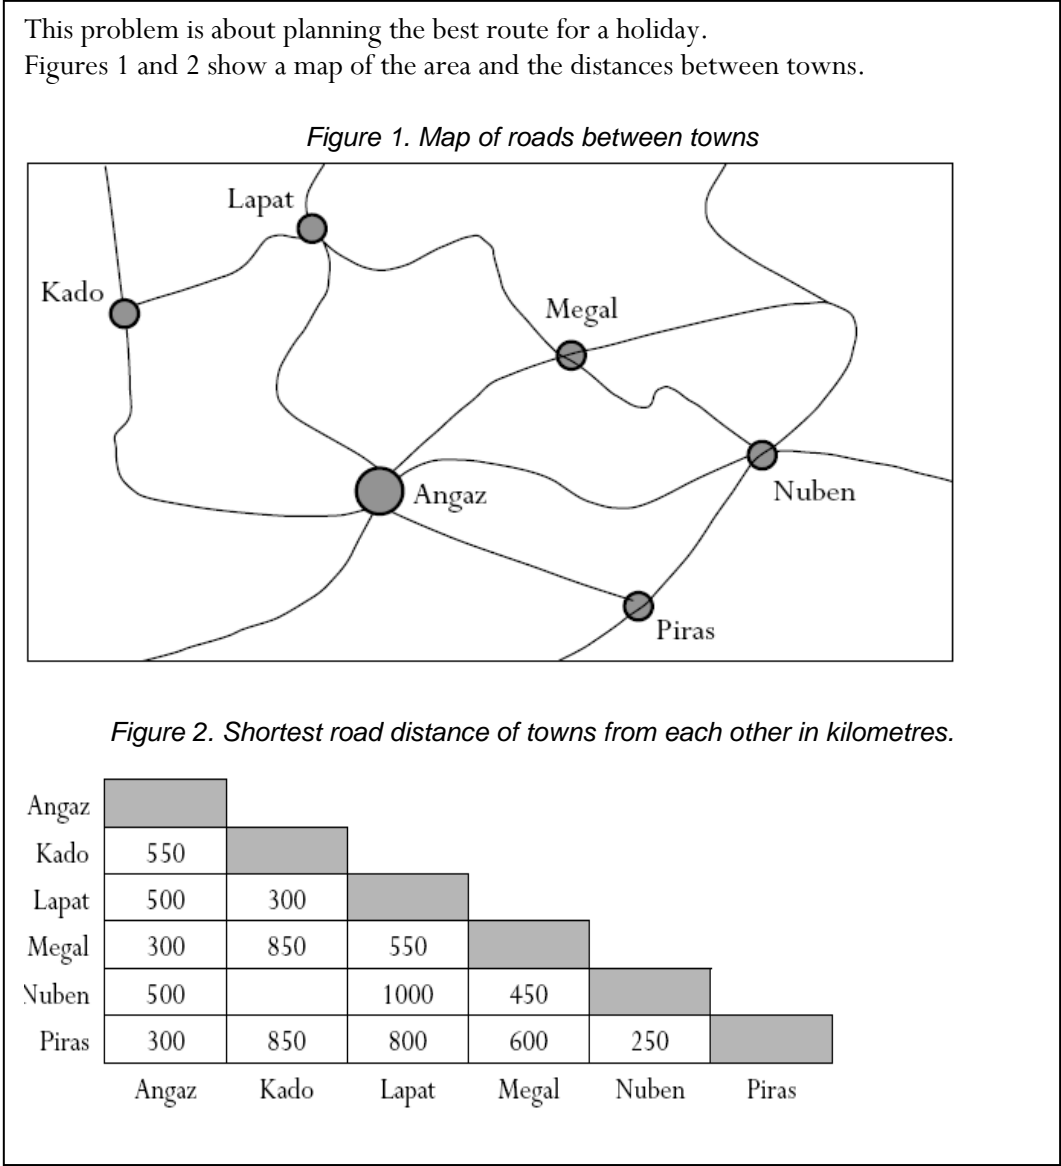 This problem is about planning the best route for a holiday.
Figures 1 and 2 show a map of the area and the distances between towns.
Figure 1. Map of roads between towns
Lapat
Kado
Megal
Angaz
Nuben
Piras
Figure 2. Shortest road distance of towns from each other in kilometres.
Angaz
Kado 550
Lapat 500 300
Megal 300 850 550
Nuben 500 1000 450
Piras 300 850 800 600 250
Angaz Kado Lapat Megal Nuben Piras